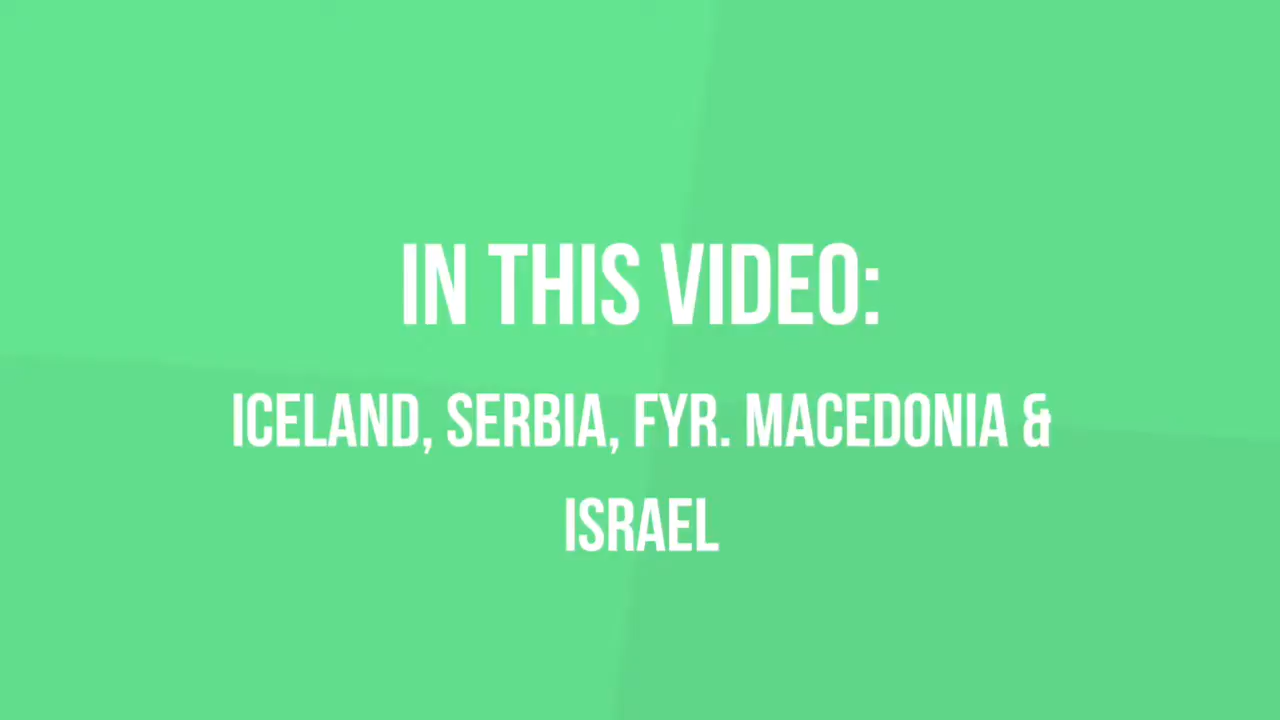 IN THIS VIDEO:
ICELAND, SERBIA, FYR. MACEDONIA &
ISRAEL